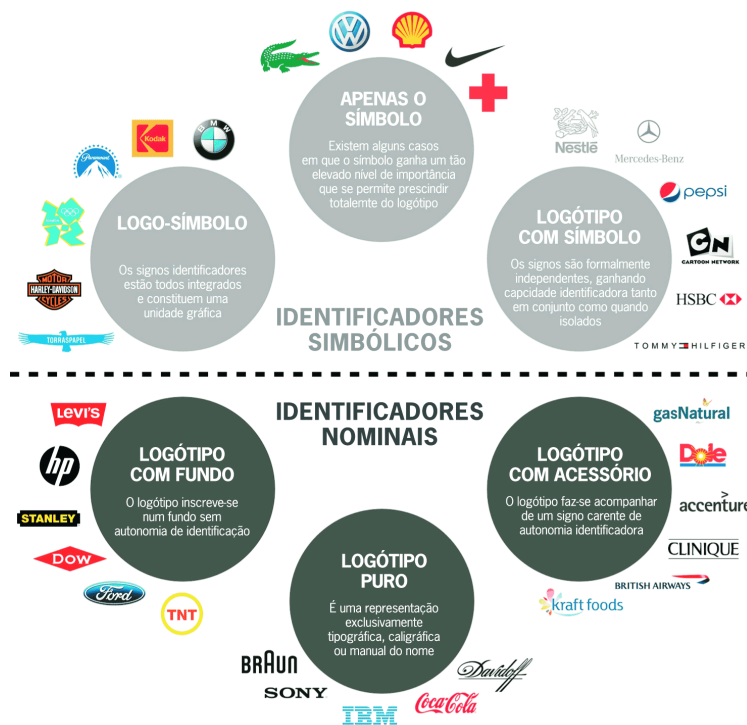 APENAS O
SÍMBOLO
Existem alguns casos
em que o símbolo ganha um tão
elevado nível de importância
que se permite prescindir
totalemte do logótipo
Kodak
BMW
Paramount
LOGO-SÍMBOLO
Os signos identificadores
estão todos integrados
e constituem uma
unidade gráfica
MOTOR
HARLEY-DAVIDSON
CYCLES
TORRASPAPEL
Nestlé
Mercedes-Benz
pepsi
CN
CARTOON NETWORK
HSBC
TOMMY HILFIGER
LOGÓTIPO
COM SÍMBOLO
Os signos são formalmente
independentes, ganhando
capcidade identificadora tanto
em conjunto como quando
isolados
IDENTIFICADORES
SIMBÓLICOS
IDENTIFICADORES
NOMINAIS
LEVI'S
hp
STANLEY
DOW
Ford
TNT
LOGÓTIPO
COM FUNDO
O logótipo inscreve-se
num fundo sem
autonomia de identificação
LOGÓTIPO
COM ACESSÓRIO
O logótipo faz-se acompanhar
de um signo carente de
autonomia identificadora
gasNatural
Dole
accenture
CLINIQUE
BRITISH AIRWAYS
kraft foods
LOGÓTIPO
PURO
É uma representação
exclusivamente
tipográfica, caligráfica
ou manual do nome
BRAUN
SONY
IBM
Coca-Cola
Davidoff